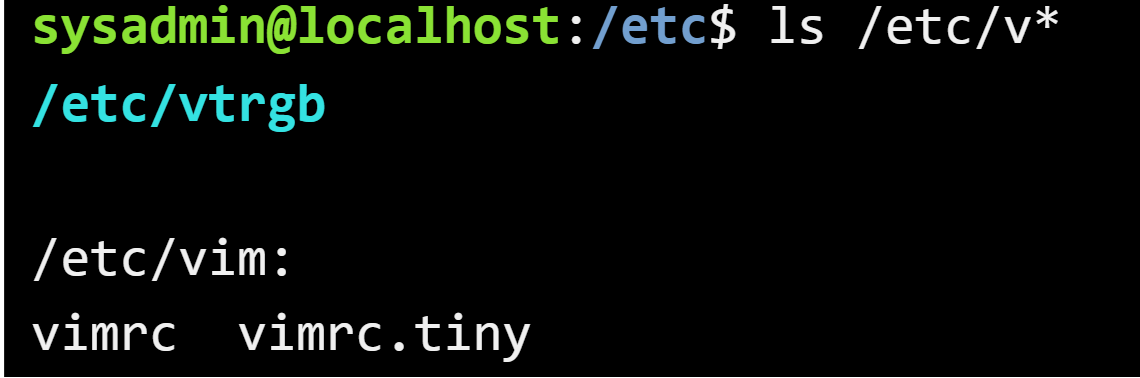 sysadmin@localhost:/etc$ ls /etc/v*
/etc/vtrgb
/etc/vim:
vimrc  vimrc.tiny